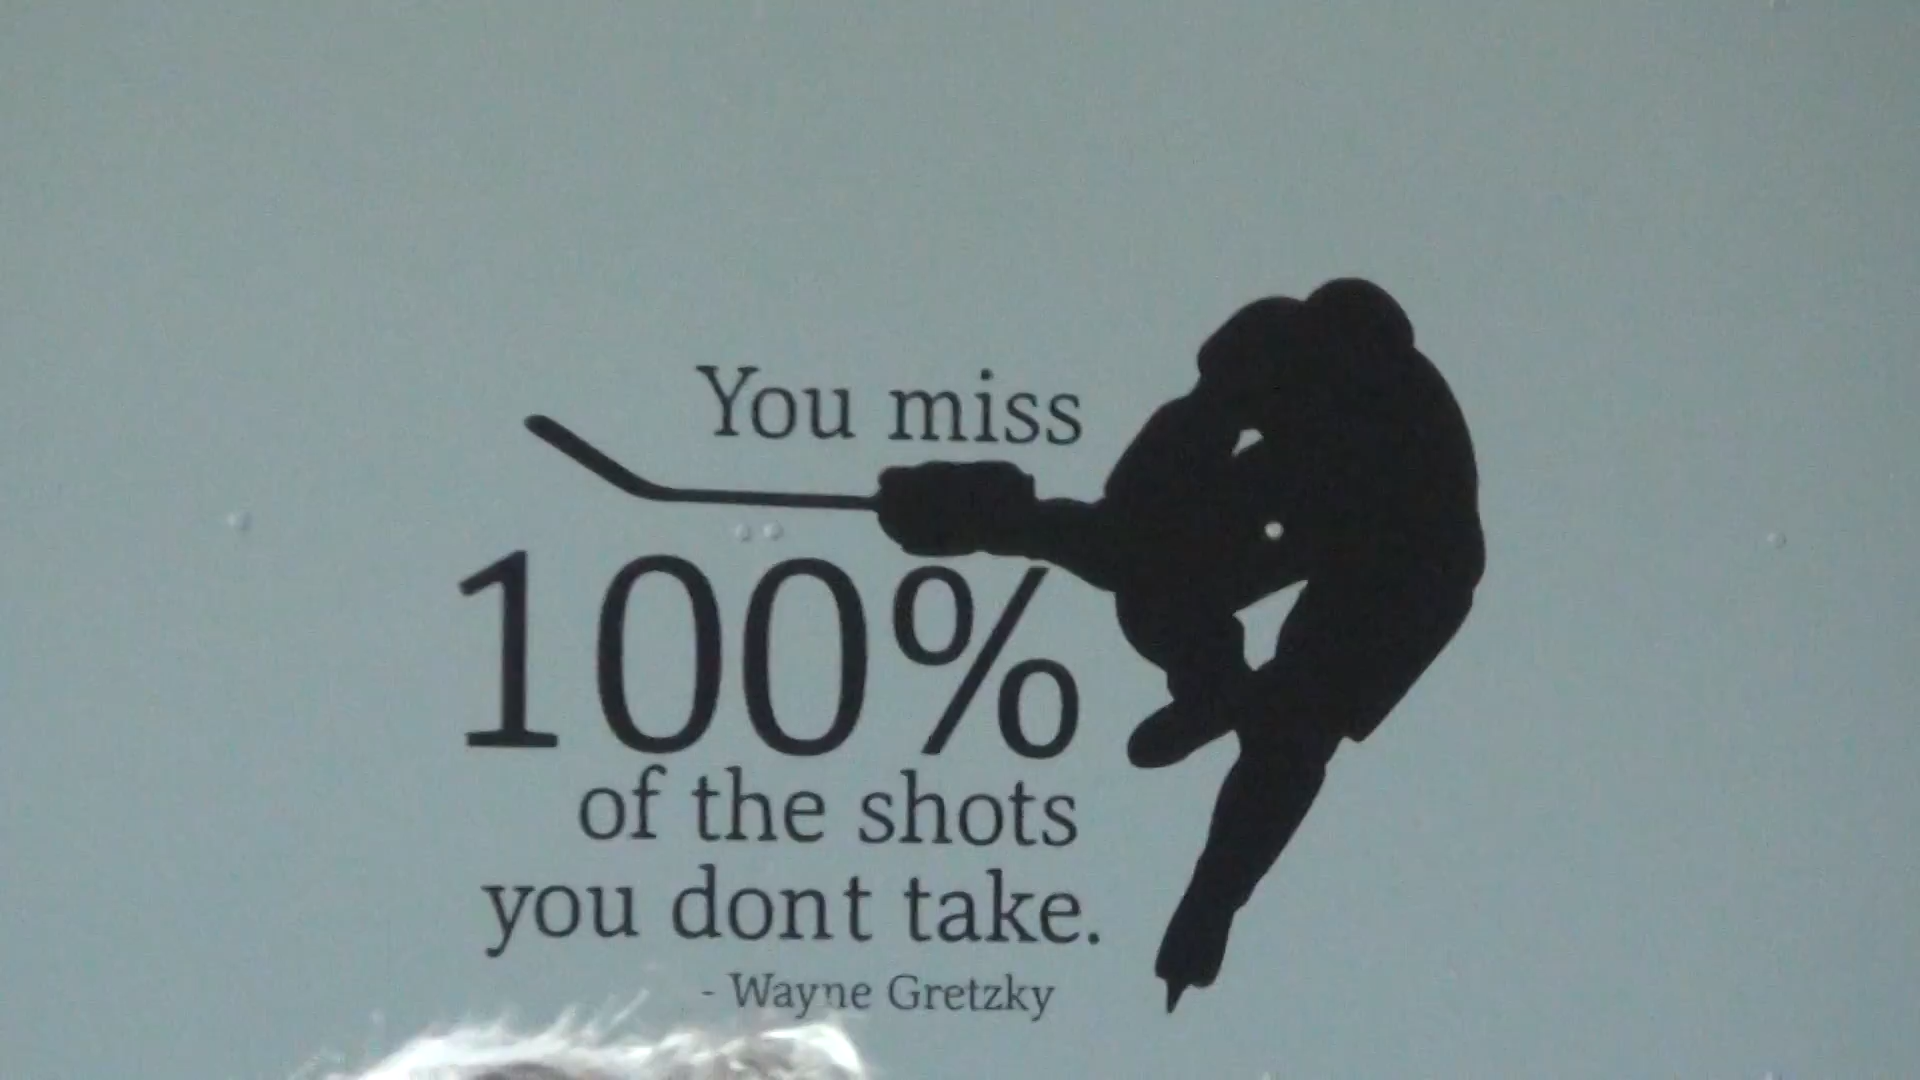 You miss
100%
of the shots
you dont take.
- Wayne Gretzky